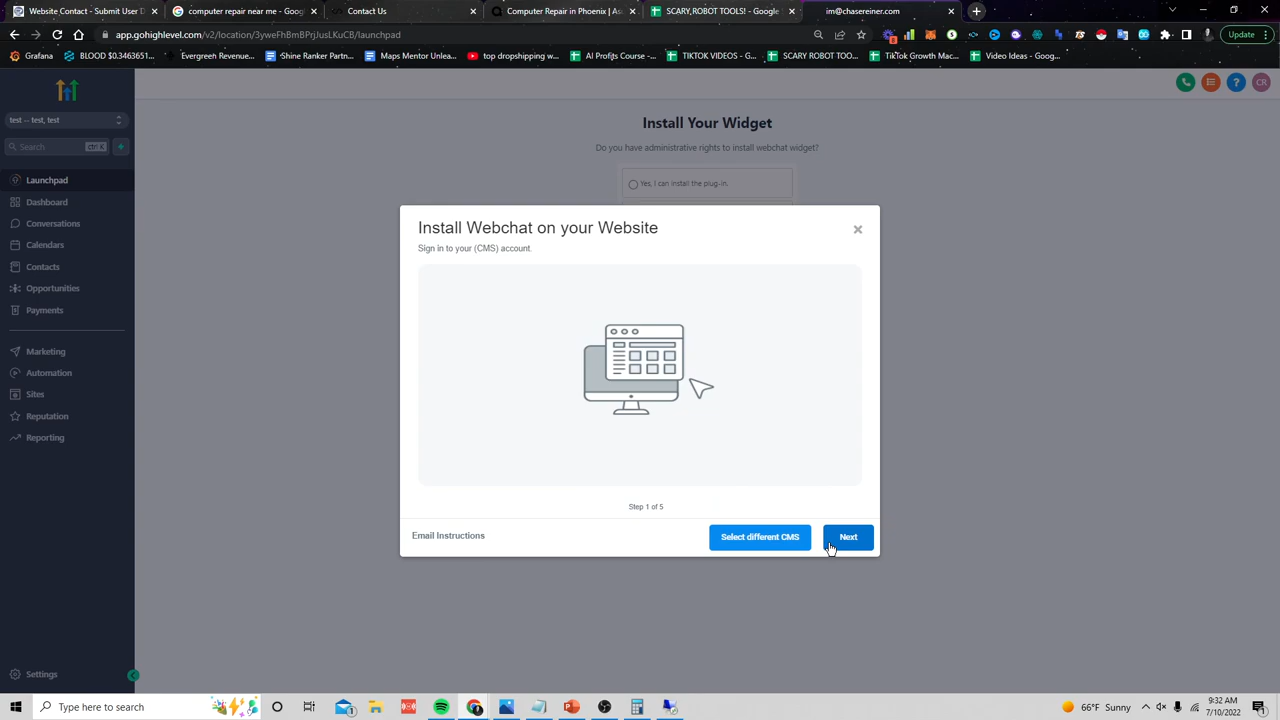 Website Contact - Submit User D
computer repair near me - Googl
Contact Us
Computer Repair in Phoenix | As
SCARY ROBOT TOOLS! - Google
im@chasereiner.com
app.gohighlevel.com/v2/location/3yweFhBmBPrjJusLKuCB/launchpad
Update
Grafana
BLOOD $0.3463651...
Evergreen Revenue...
Shine Ranker Partn...
Maps Mentor Unlea...
top dropshipping w...
AI Profits Course -...
TIKTOK VIDEOS - G...
SCARY ROBOT TOO...
TikTok Growth Mac...
Video Ideas - Goog...
test -- test, test
Search
ctrl K
Launchpad
Dashboard
Conversations
Calendars
Contacts
Opportunities
Payments
Marketing
Automation
Sites
Reputation
Reporting
Settings
CR
Install Your Widget
Do you have administrative rights to install webchat widget?
Yes, I can install the plug-in.
Install Webchat on your Website
Sign in to your (CMS) account.
Step 1 of 5
Email Instructions
Select different CMS
Next
Type here to search
66°F Sunny
9:32 AM
7/10/2022